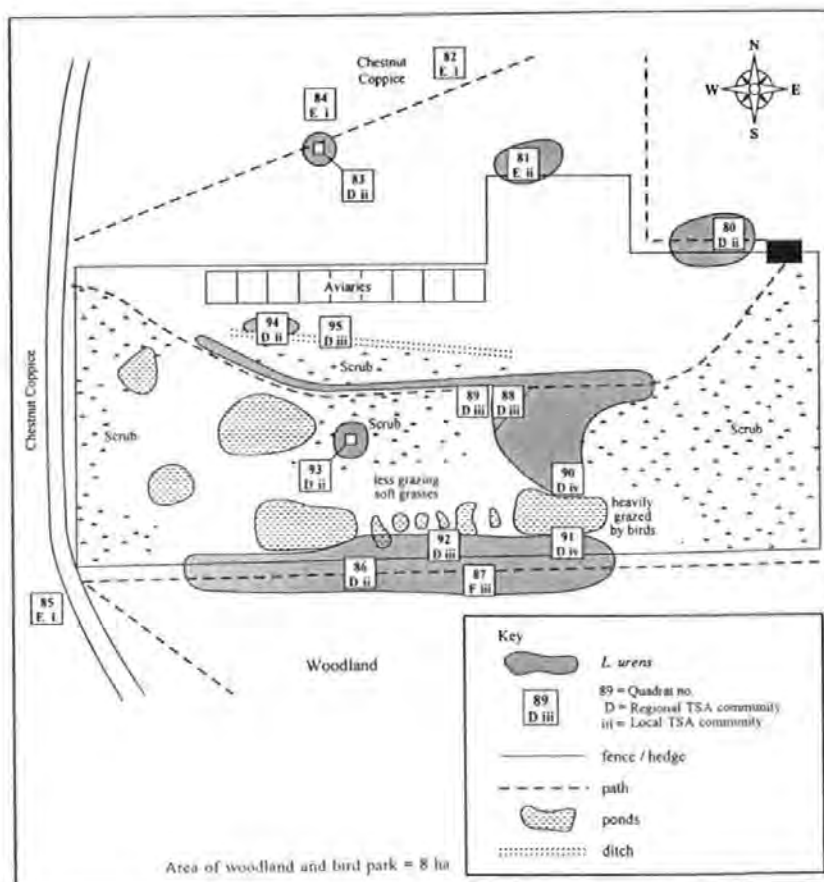 Chestnut
Coppice
82
E i
N
W E
S
84
E i
83
D ii
81
E ii
80
D ii
Aviaries
94
D ii
95
D iii
Scrub
Chestnut Coppice
Scrub
89
D iii
88
D iii
Scrub
Scrub
93
D ii
less grazing
soft grasses
90
D iv
heavily
grazed
by birds
92
D iii
91
D iv
86
D ii
87
F iii
85
E i
Woodland
Key
L. urens
89
D iii
89 = Quadrat no.
D = Regional TSA community
iii = Local TSA community
fence / hedge
path
ponds
ditch
Area of woodland and bird park = 8 ha